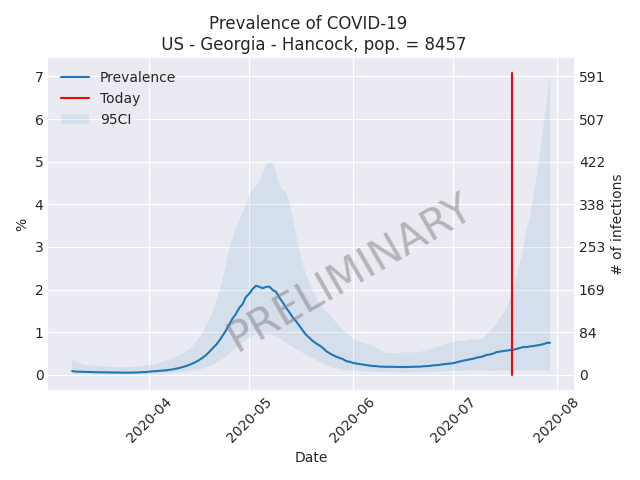 Prevalence of COVID-19
US - Georgia - Hancock, pop. = 8457
Prevalence
Today
95CI
7
6
5
4
3
2
1
0
%
591
507
422
338
253
169
84
0
# of infections
PRELIMINARY
2020-04
2020-05
2020-06
2020-07
2020-08
Date